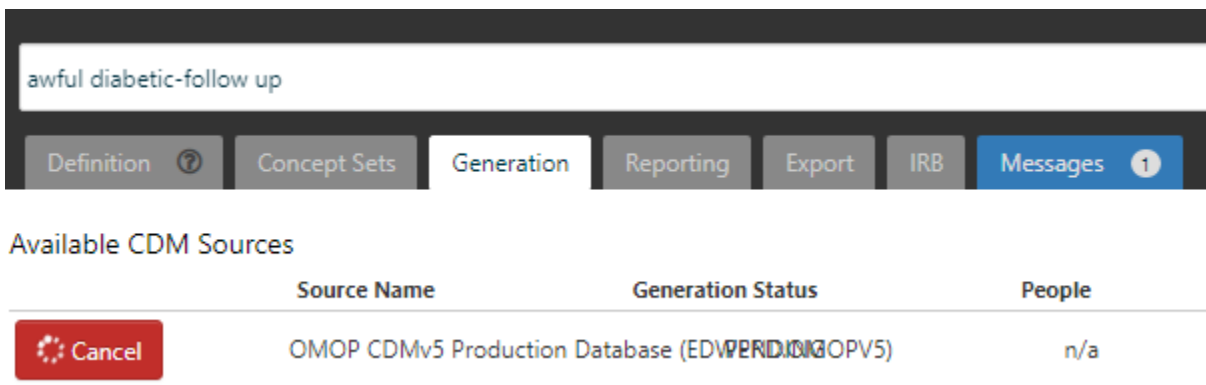 awful diabetic-follow up
Definition ? Concept Sets Generation Reporting Export IRB Messages 1
Available CDM Sources
Source Name Generation Status People
Cancel OMOP CDMv5 Production Database PENDING n/a